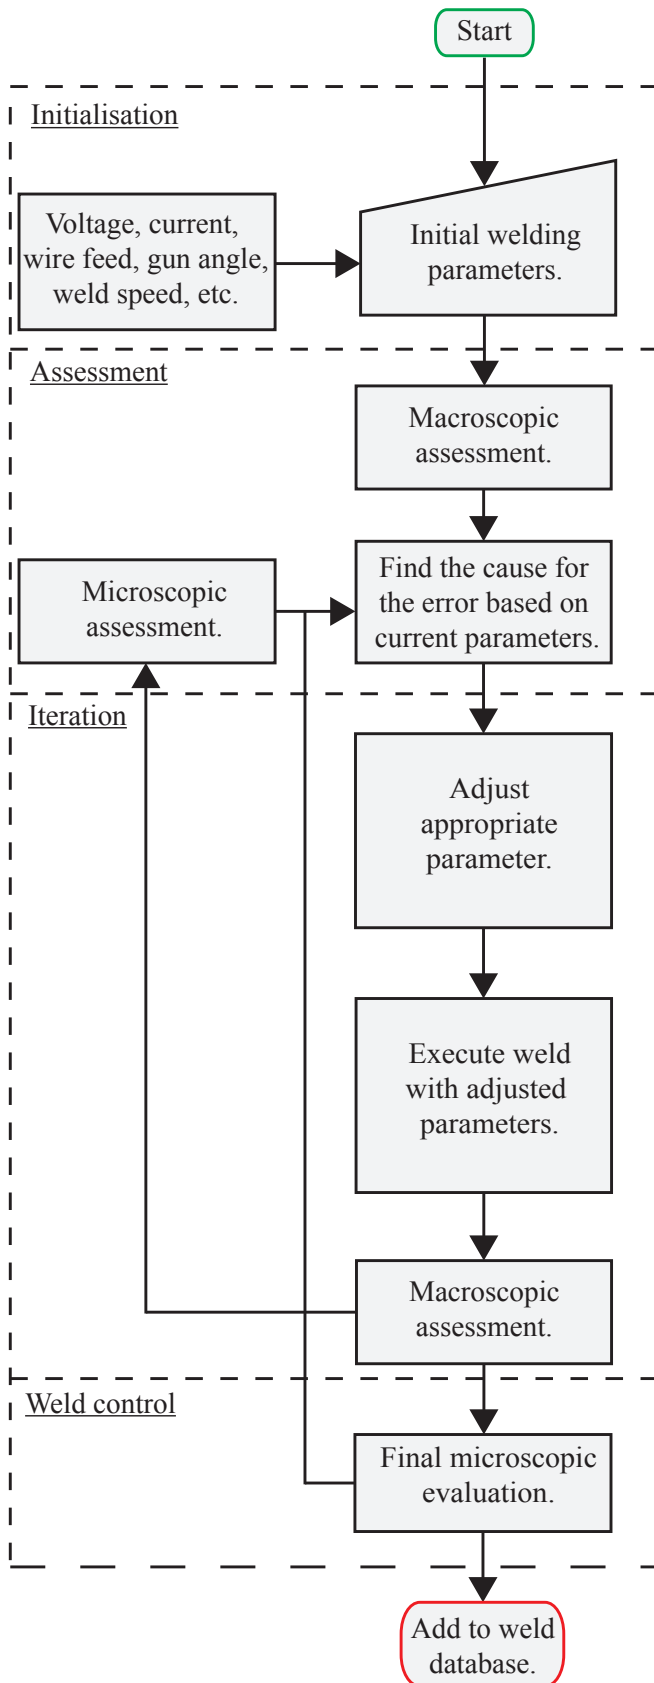 Start
Initialisation
Voltage, current,
wire feed, gun angle,
weld speed, etc.
Initial welding
parameters.
Assessment
Macroscopic
assessment.
Microscopic
assessment.
Find the cause for
the error based on
current parameters.
Iteration
Adjust
appropriate
parameter.
Execute weld
with adjusted
parameters.
Macroscopic
assessment.
Weld control
Final microscopic
evaluation.
Add to weld
database.